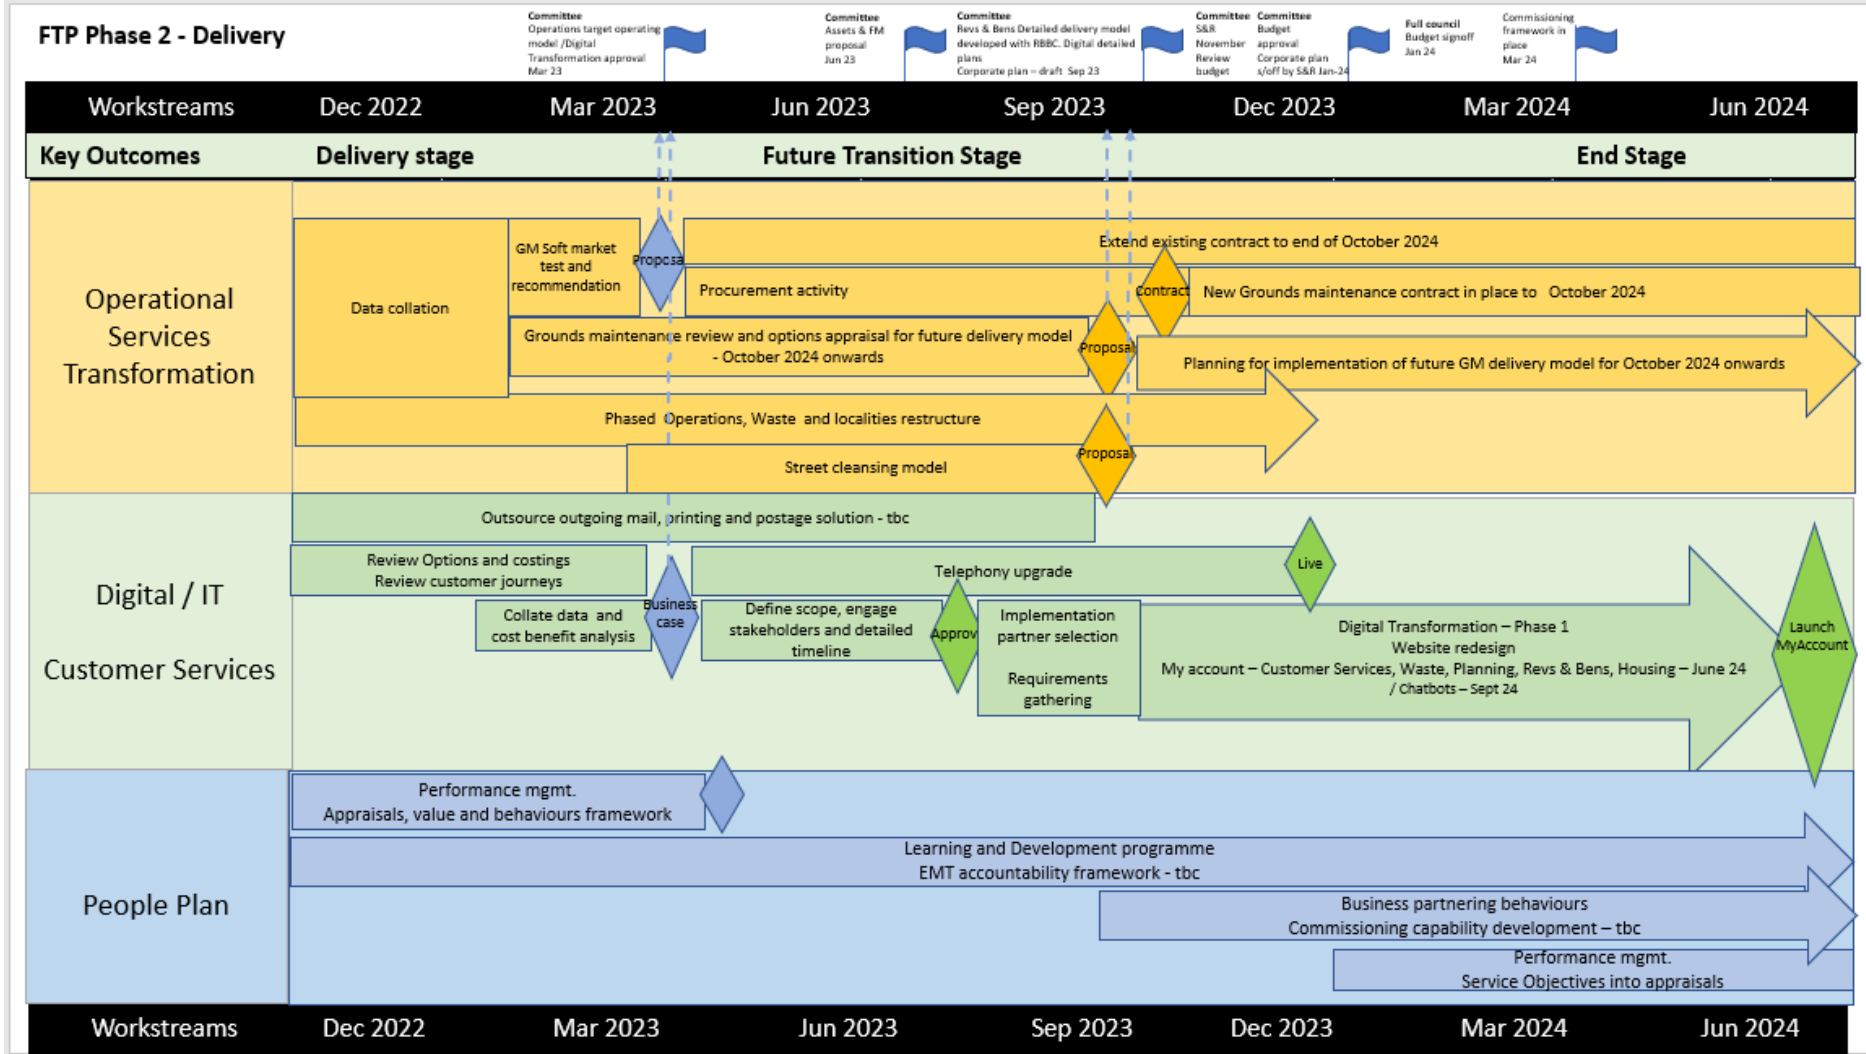 FTP Phase 2 - Delivery
Committee
Operations target operating
model /Digital
Transformation approval
Mar 23
Committee
Assets & FM
proposal
Jun 23
Committee
Revs & Bens Detailed delivery model
developed with RBBC. Digital detailed
plans
Corporate plan – draft Sep 23
Committee
S&R
November
Review
budget
Committee
Budget
approval
Corporate plan
s/off by S&R Jan-24
Full council
Budget signoff
Jan 24
Commissioning
framework in
place
Mar 24
Workstreams Dec 2022 Mar 2023 Jun 2023 Sep 2023 Dec 2023 Mar 2024 Jun 2024
Key Outcomes Delivery stage Future Transition Stage End Stage
Operational
Services
Transformation
Data collation
GM Soft market
test and
recommendation
Proposa
Extend existing contract to end of October 2024
Procurement activity
Contract
New Grounds maintenance contract in place to October 2024
Grounds maintenance review and options appraisal for future delivery model
- October 2024 onwards
Proposal
Planning for implementation of future GM delivery model for October 2024 onwards
Phased Operations, Waste and localities restructure
Street cleansing model
Proposal
Digital / IT
Customer Services
Outsource outgoing mail, printing and postage solution - tbc
Review Options and costings
Review customer journeys
Collate data and
cost benefit analysis
Business
case
Telephony upgrade
Live
Define scope, engage
stakeholders and detailed
timeline
Approv
Implementation
partner selection
Requirements
gathering
Digital Transformation – Phase 1
Website redesign
My account – Customer Services, Waste, Planning, Revs & Bens, Housing – June 24
/ Chatbots – Sept 24
Launch
MyAccount
People Plan
Performance mgmt.
Appraisals, value and behaviours framework
Learning and Development programme
EMT accountability framework - tbc
Business partnering behaviours
Commissioning capability development – tbc
Performance mgmt.
Service Objectives into appraisals
Workstreams Dec 2022 Mar 2023 Jun 2023 Sep 2023 Dec 2023 Mar 2024 Jun 2024